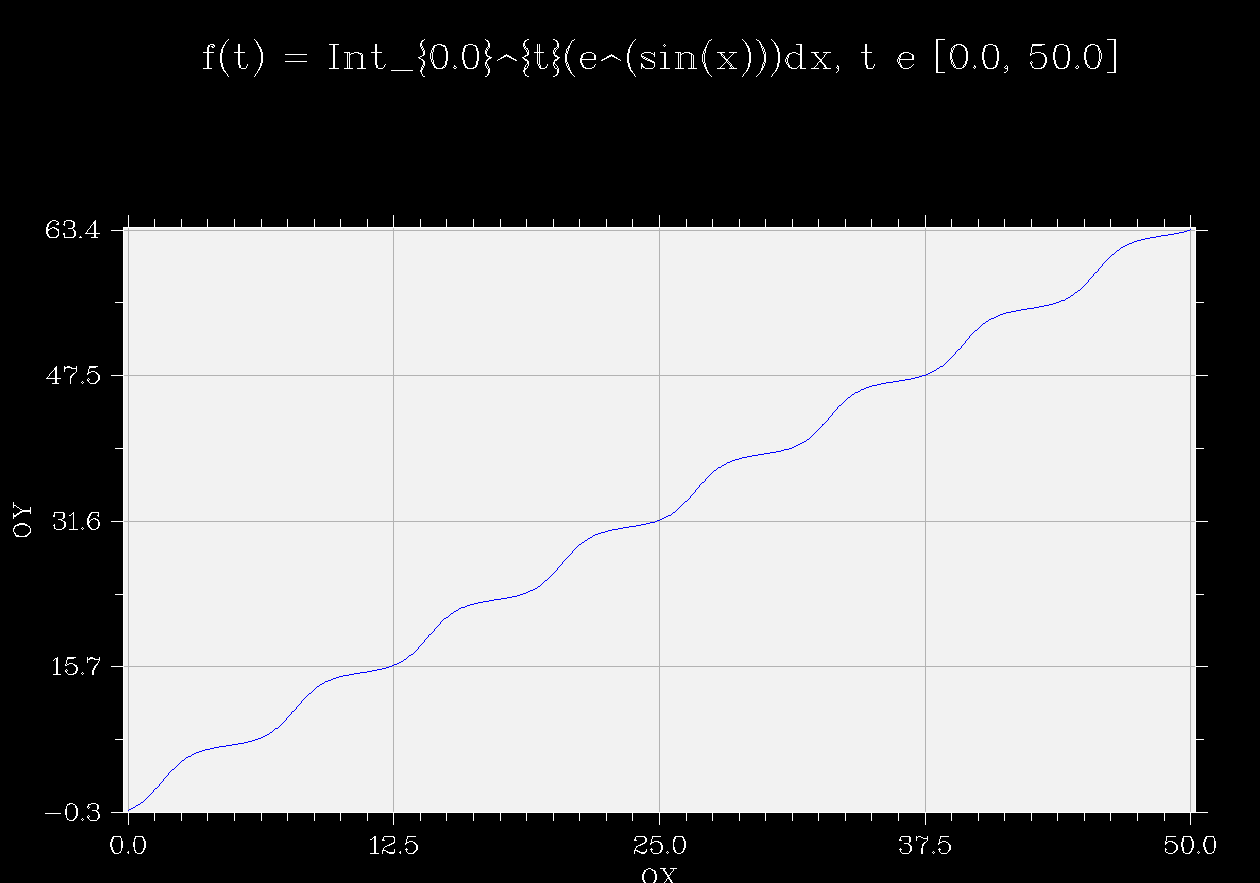 f(t) = Int_{0.0}^{t}(e^(sin(x)))dx, t e [0.0, 50.0]
63.4
47.5
31.6
15.7
−0.3
OY
0.0 12.5 25.0 37.5 50.0
OX